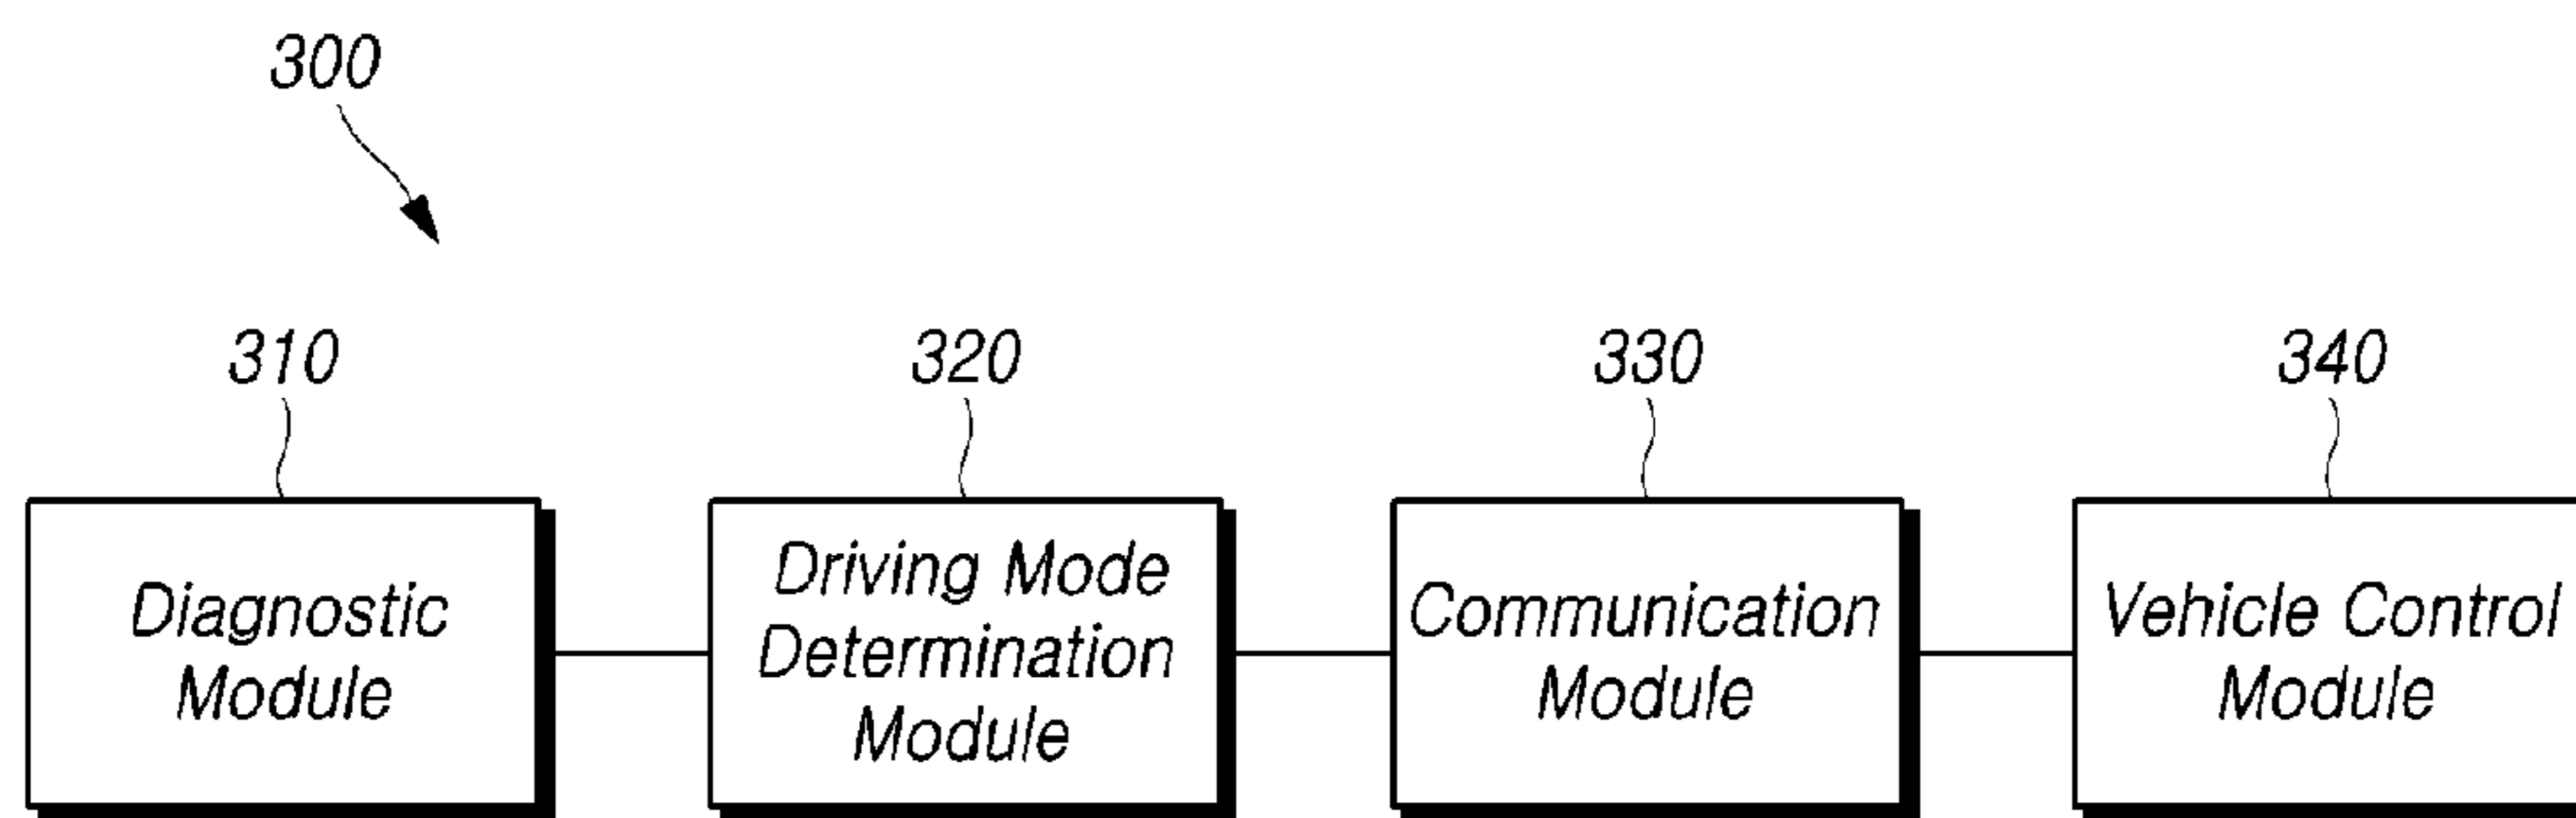 300
310
320
330
340
Diagnostic
Module
Driving Mode
Determination
Module
Communication
Module
Vehicle Control
Module